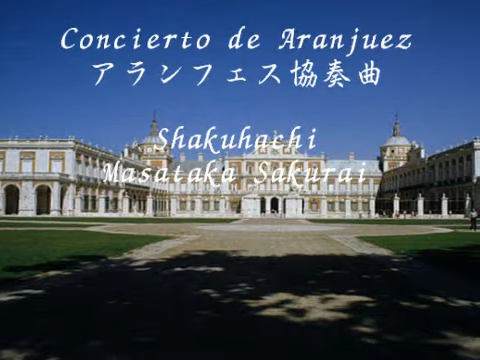 Concierto de Aranjuez
アランフェス協奏曲
Shakuhachi
Masataka Sakurai